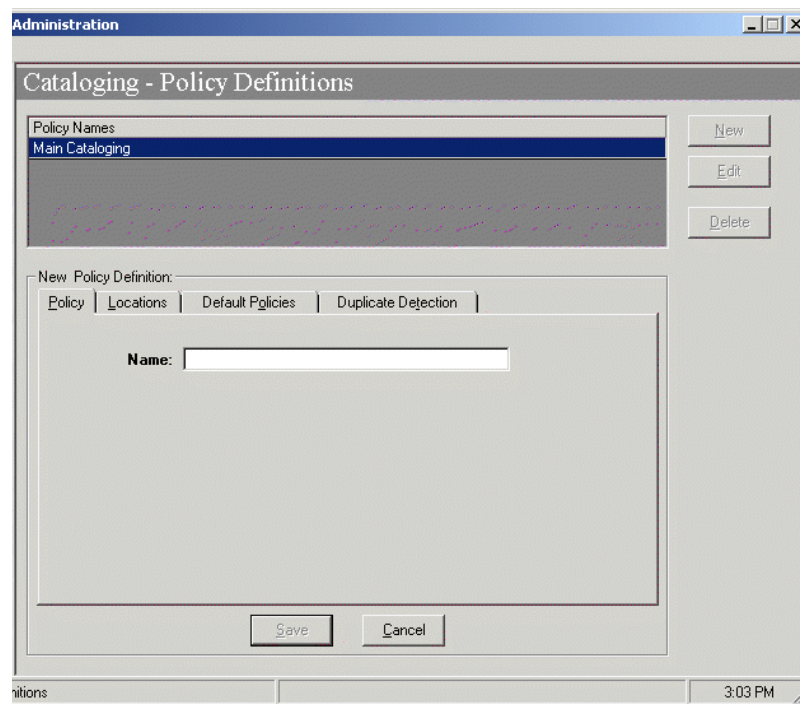 Administration
Cataloging - Policy Definitions
Policy Names
Main Cataloging
New
Edit
Delete
New Policy Definition:
Policy Locations Default Policies Duplicate Detection
Name:
Save Cancel
nitions 3:03 PM